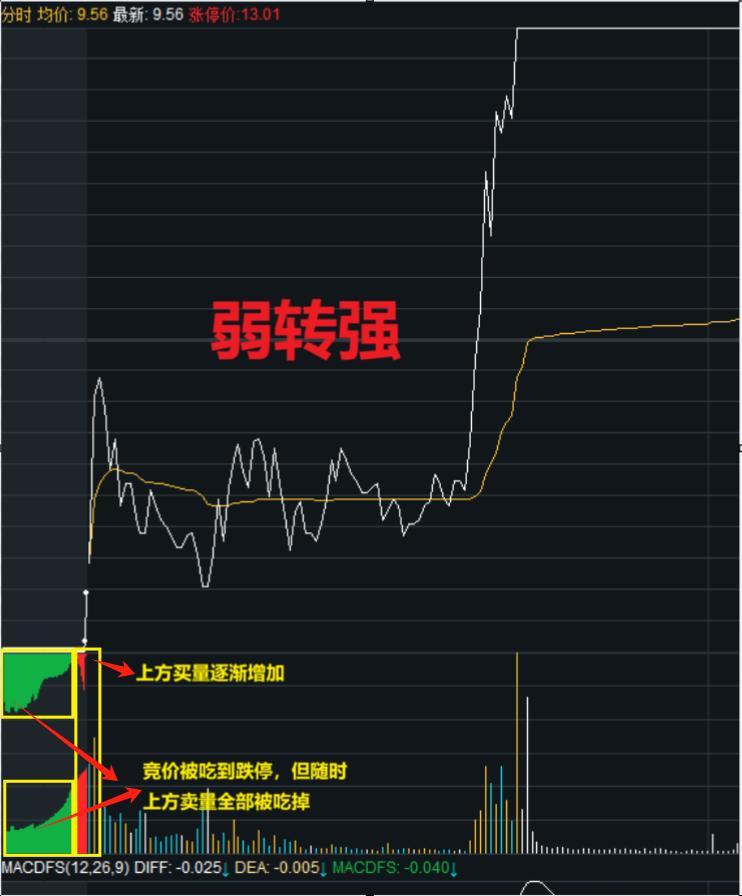 分时 均价: 9.56 最新: 9.56 涨停价:13.01
弱转强
上方买量逐渐增加
竞价被吃到跌停，但随时
上方卖量全部被吃掉
MACDFS(12,26,9) DIFF: -0.025↓ DEA: -0.005↓ MACDFS: -0.040↓